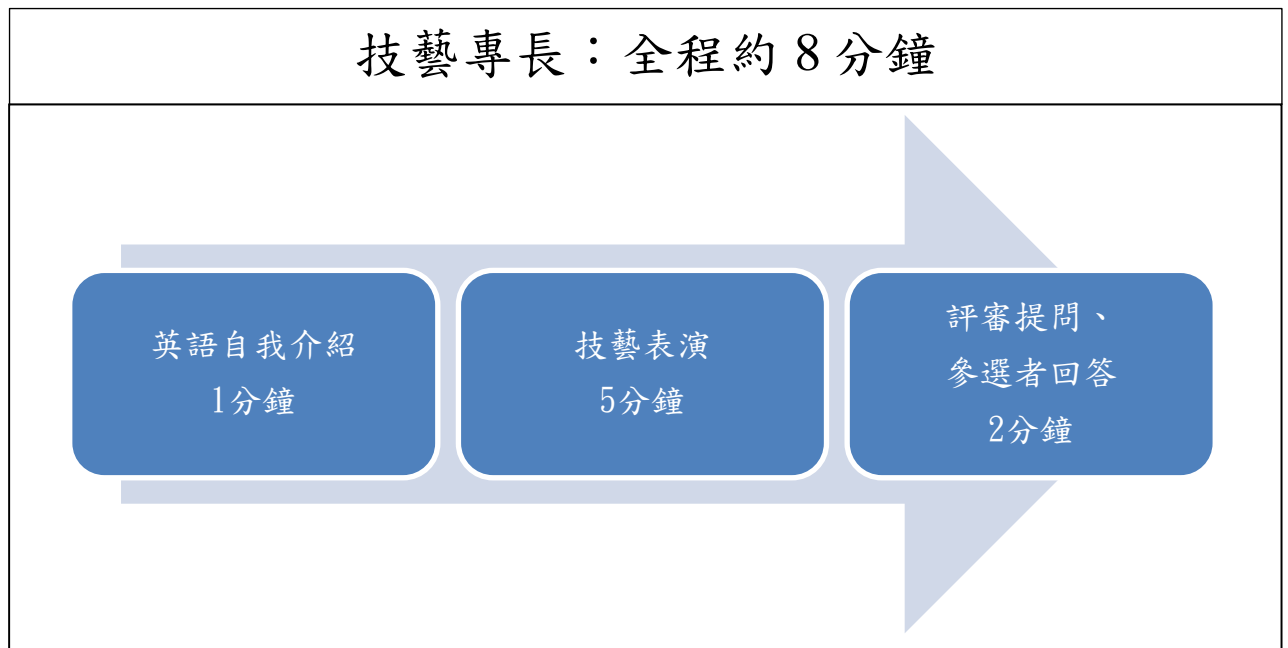 技藝專長：全程約8分鐘
英語自我介紹
1分鐘
技藝表演
5分鐘
評審提問、
參選者回答
2分鐘